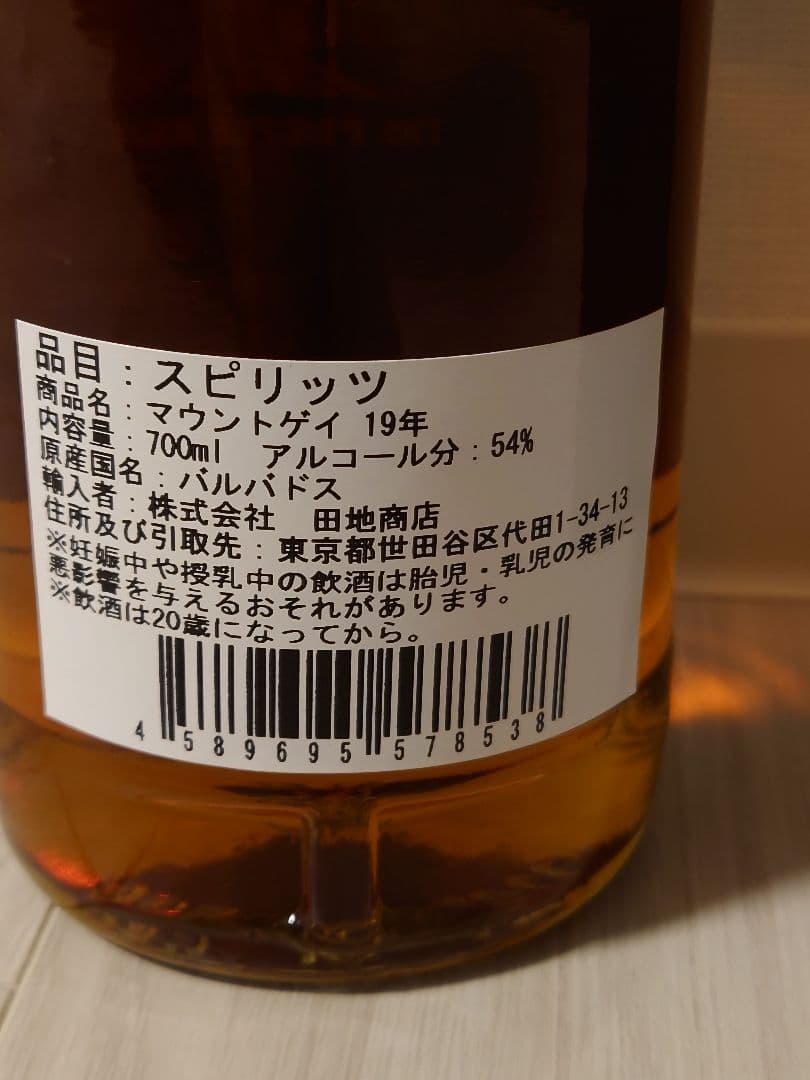 品目：スピリッツ
商品名：マウントゲイ 19年
内容量：700ml アルコール分：54%
原産国名：バルバドス
輸入者：株式会社 田地商店
住所及び引取先：東京都世田谷区代田1-34-13
※妊娠中や授乳中の飲酒は胎児・乳児の発育に
悪影響を与えるおそれがあります。
※飲酒は20歳になってから。
4 589695 578538